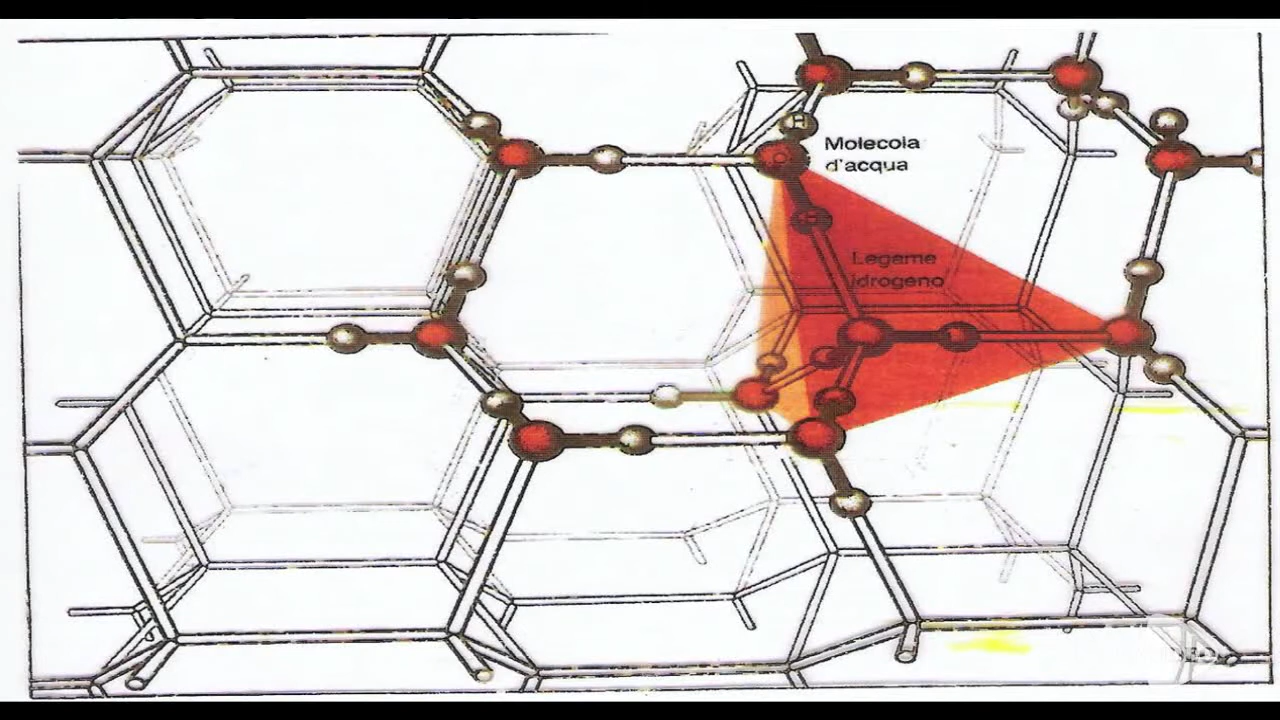 H
Molecola
d'acqua
O
H
Legame
idrogeno